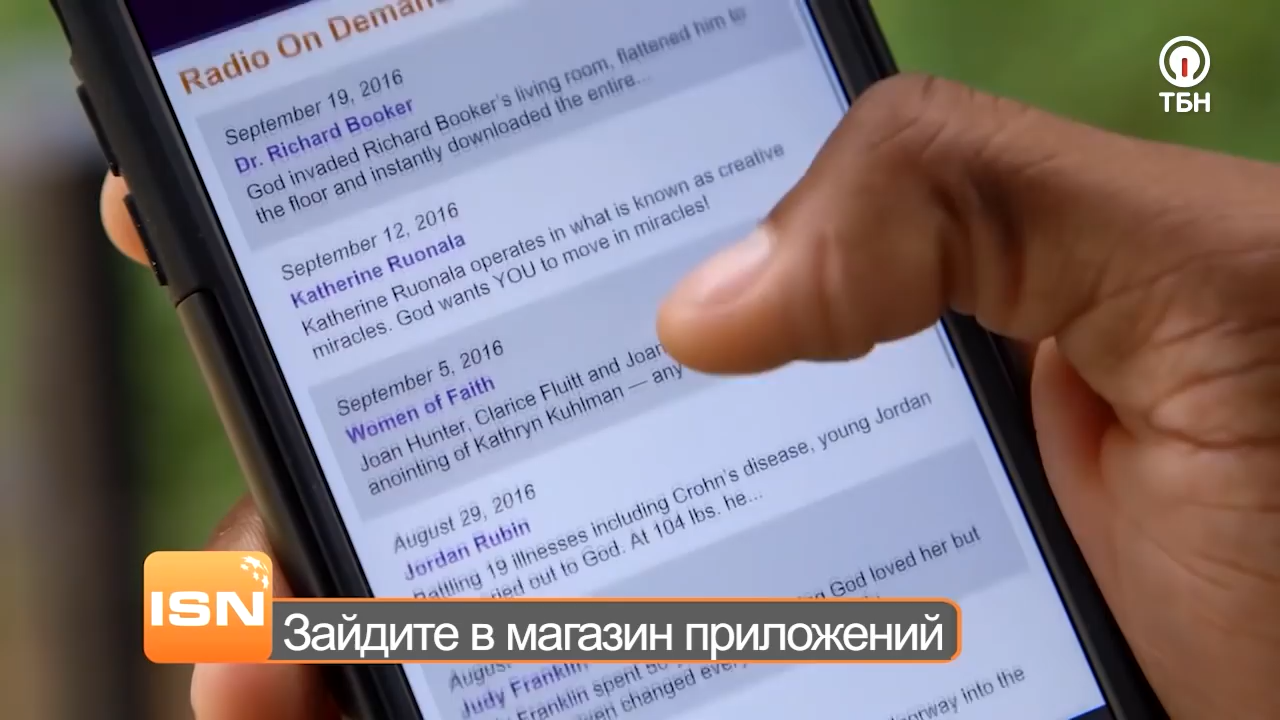 Radio On Demand
September 19, 2016
Dr. Richard Booker
God invaded Richard Booker's living room, flattened him to
the floor and instantly downloaded the entire...
September 12, 2016
Katherine Ruonala
Katherine Ruonala operates in what is known as creative
miracles. God wants YOU to move in miracles!
September 5, 2016
Women of Faith
Joan Hunter, Clarice Fluitt and Joan
anointing of Kathryn Kuhlman — any
August 29, 2016
Jordan Rubin
Battling 19 illnesses including Crohn's disease, young Jordan
cried out to God. At 104 lbs. he...
God loved her but
August
Judy Franklin
Franklin spent
changed every
into the
ТБН
ISN
Зайдите в магазин приложений